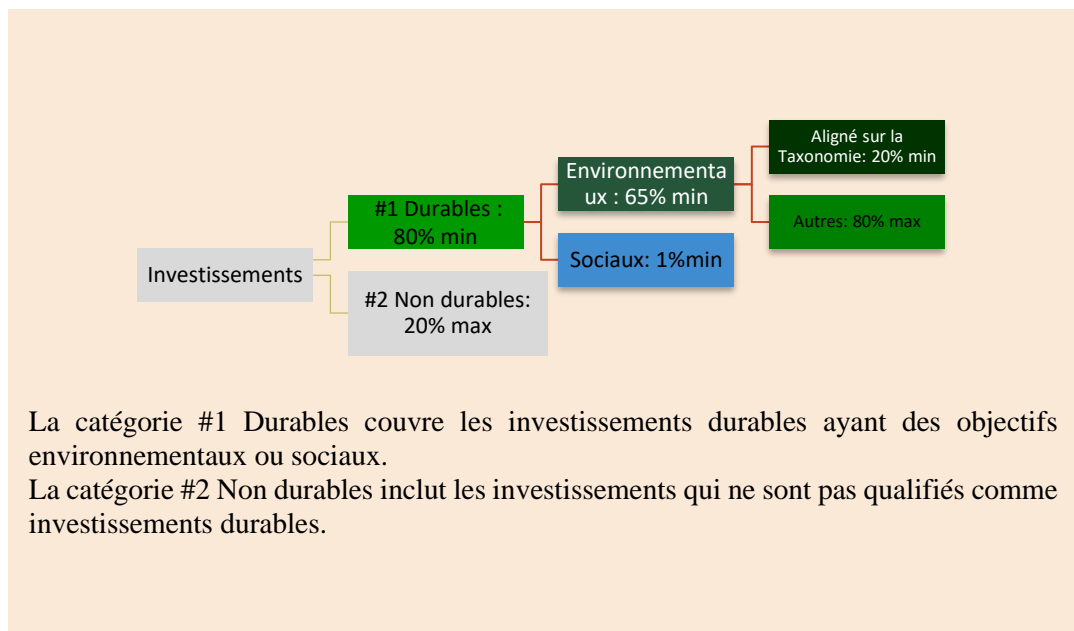 Aligné sur la
Taxonomie: 20% min
Environnementa
ux : 65% min
#1 Durables :
80% min
Autres: 80% max
Sociaux: 1%min
Investissements
#2 Non durables:
20% max
La catégorie #1 Durables couvre les investissements durables ayant des objectifs
environnementaux ou sociaux.
La catégorie #2 Non durables inclut les investissements qui ne sont pas qualifiés comme
investissements durables.